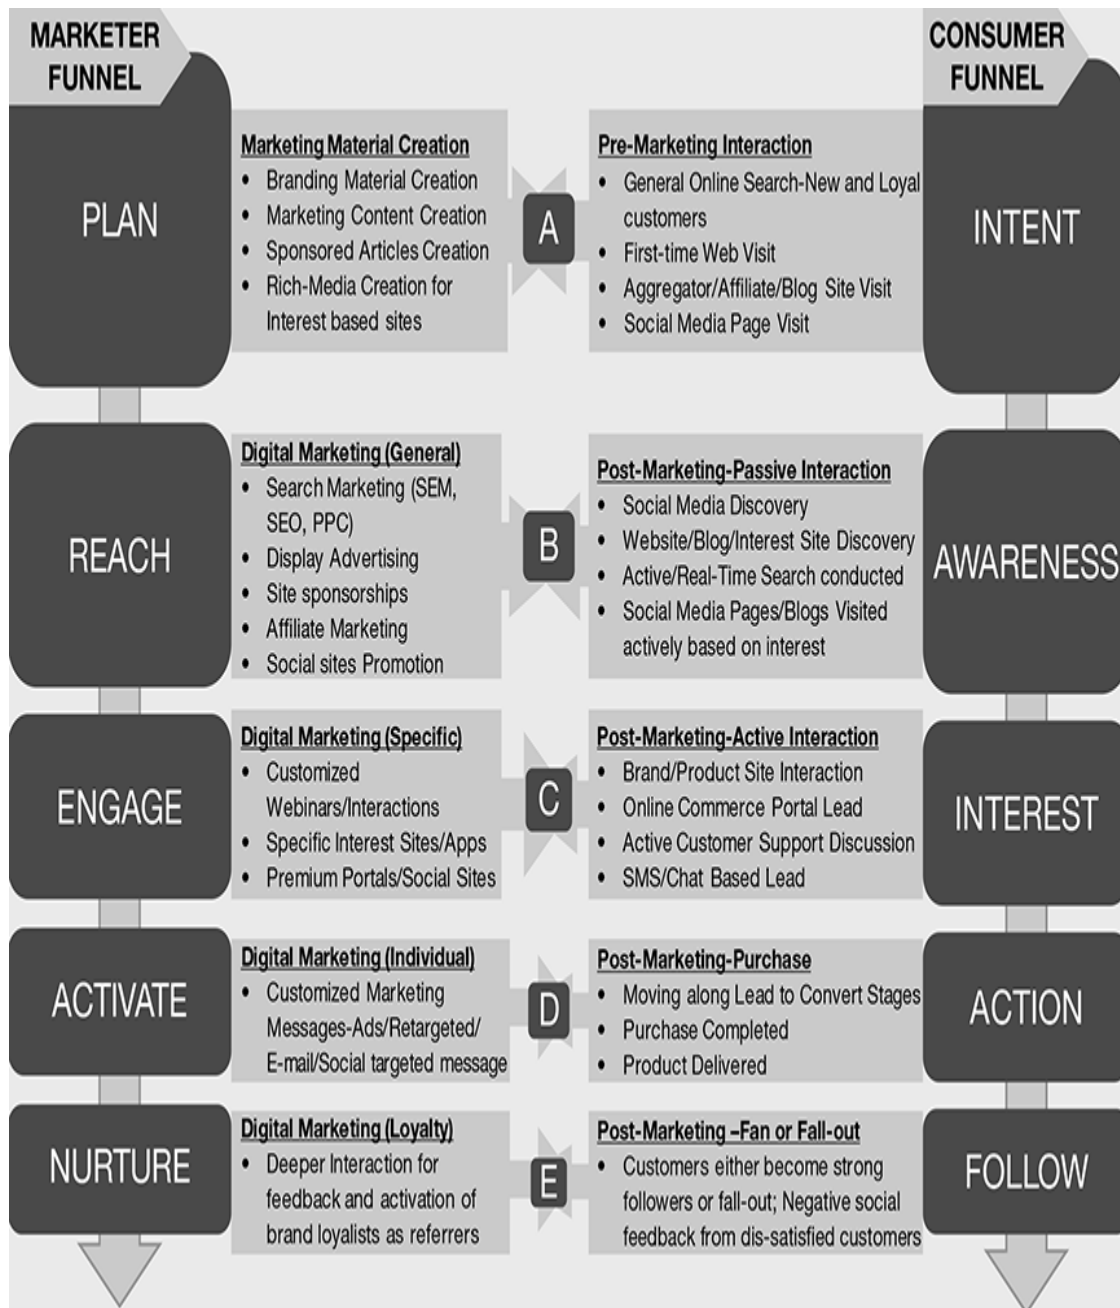 MARKETER
FUNNEL
CONSUMER
FUNNEL
PLAN
Marketing Material Creation
• Branding Material Creation
• Marketing Content Creation
• Sponsored Articles Creation
• Rich-Media Creation for
Interest based sites
A
Pre-Marketing Interaction
• General Online Search-New and Loyal
customers
• First-time Web Visit
• Aggregator/Affiliate/Blog Site Visit
• Social Media Page Visit
INTENT
REACH
Digital Marketing (General)
• Search Marketing (SEM,
SEO, PPC)
• Display Advertising
• Site sponsorships
• Affiliate Marketing
• Social sites Promotion
B
Post-Marketing-Passive Interaction
• Social Media Discovery
• Website/Blog/Interest Site Discovery
• Active/Real-Time Search conducted
• Social Media Pages/Blogs Visited
actively based on interest
AWARENESS
ENGAGE
Digital Marketing (Specific)
• Customized
Webinars/Interactions
• Specific Interest Sites/Apps
• Premium Portals/Social Sites
C
Post-Marketing-Active Interaction
• Brand/Product Site Interaction
• Online Commerce Portal Lead
• Active Customer Support Discussion
• SMS/Chat Based Lead
INTEREST
ACTIVATE
Digital Marketing (Individual)
• Customized Marketing
Messages-Ads/Retargeted/
E-mail/Social targeted message
D
Post-Marketing-Purchase
• Moving along Lead to Convert Stages
• Purchase Completed
• Product Delivered
ACTION
NURTURE
Digital Marketing (Loyalty)
• Deeper Interaction for
feedback and activation of
brand loyalists as referrers
E
Post-Marketing –Fan or Fall-out
• Customers either become strong
followers or fall-out; Negative social
feedback from dis-satisfied customers
FOLLOW